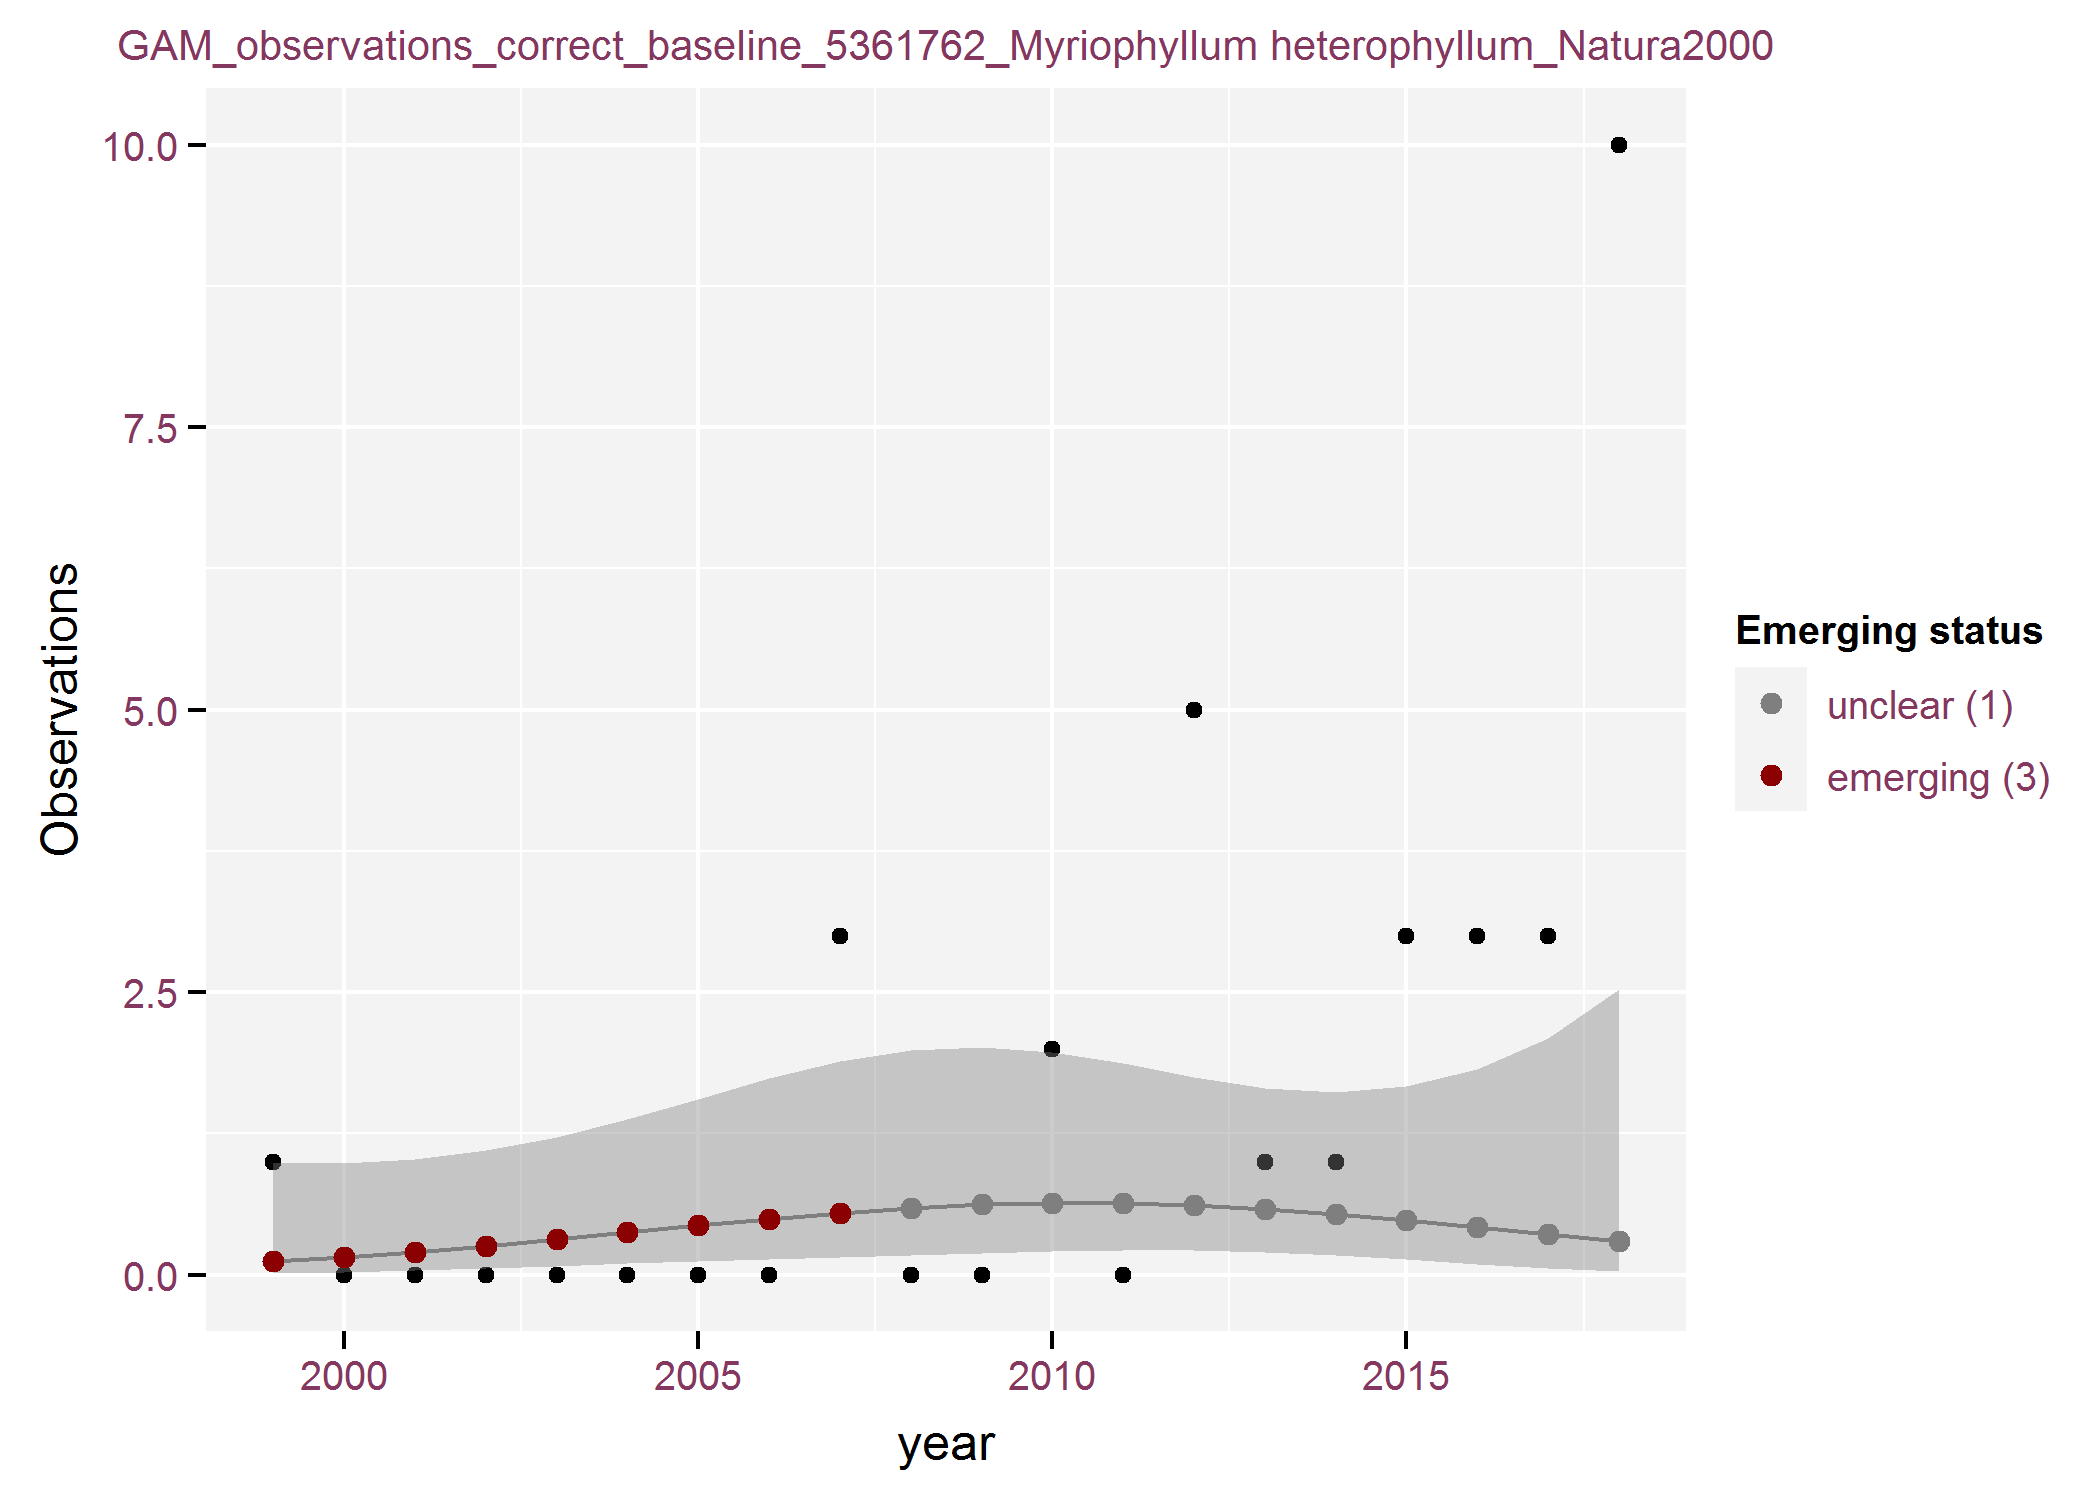 GAM_observations_correct_baseline_5361762_Myriophyllum heterophyllum_Natura2000
10.0
7.5
5.0
2.5
0.0
Observations
2000
2005
2010
2015
year
Emerging status
unclear (1)
emerging (3)